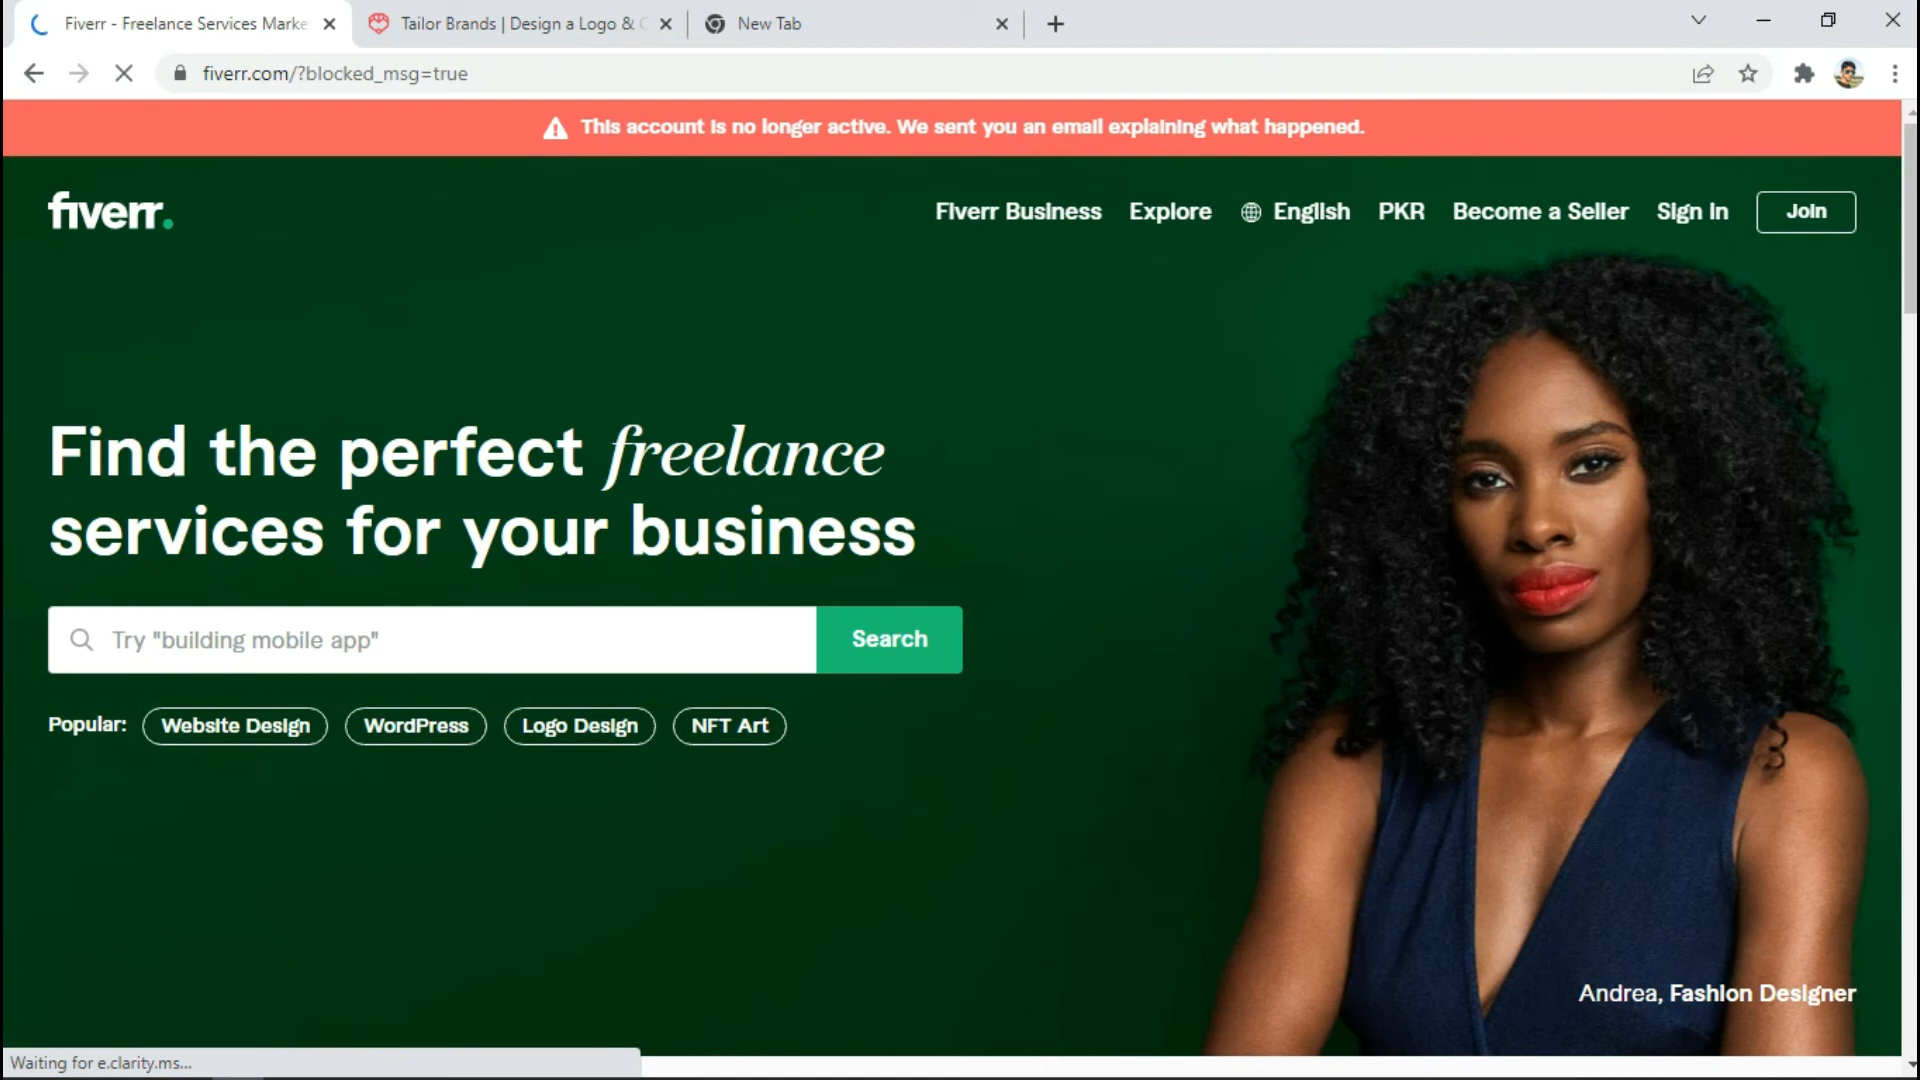 Fiverr - Freelance Services Marke
Tailor Brands | Design a Logo &
New Tab
fiverr.com/?blocked_msg=true
This account is no longer active. We sent you an email explaining what happened.
fiverr.
Fiverr Business
Explore
English
PKR
Become a Seller
Sign in
Join
Find the perfect freelance
services for your business
Try "building mobile app"
Search
Popular:
Website Design
WordPress
Logo Design
NFT Art
Andrea, Fashion Designer
Waiting for e.clarity.ms...